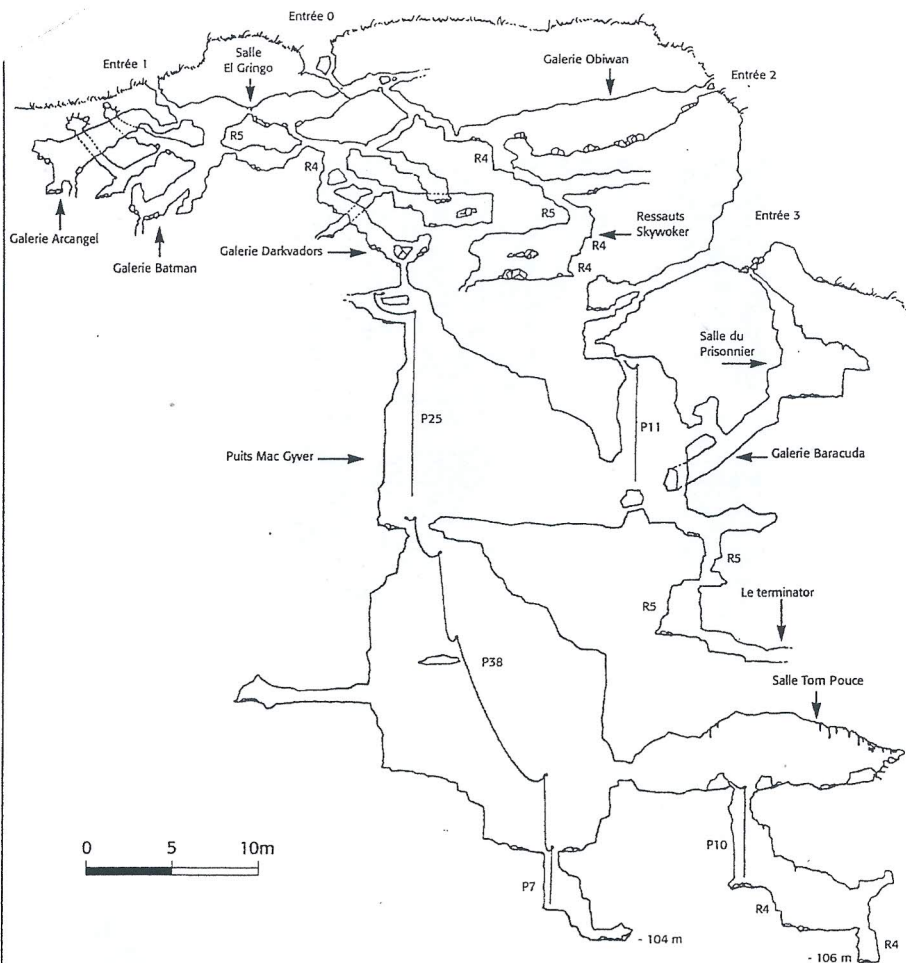 Entrée 0
Entrée 1
Salle
El Gringo
Galerie Obiwan
Entrée 2
R5
R4
R4
R5
Ressauts
Skywoker
R4
R4
Entrée 3
Galerie Arcangel
Galerie Batman
Galerie Darkvadors
Salle du
Prisonnier
P25
P11
Puits Mac Gyver
Galerie Baracuda
R5
R5
Le terminator
P38
Salle Tom Pouce
0 5 10m
P10
P7
R4
R4
- 104 m
- 106 m